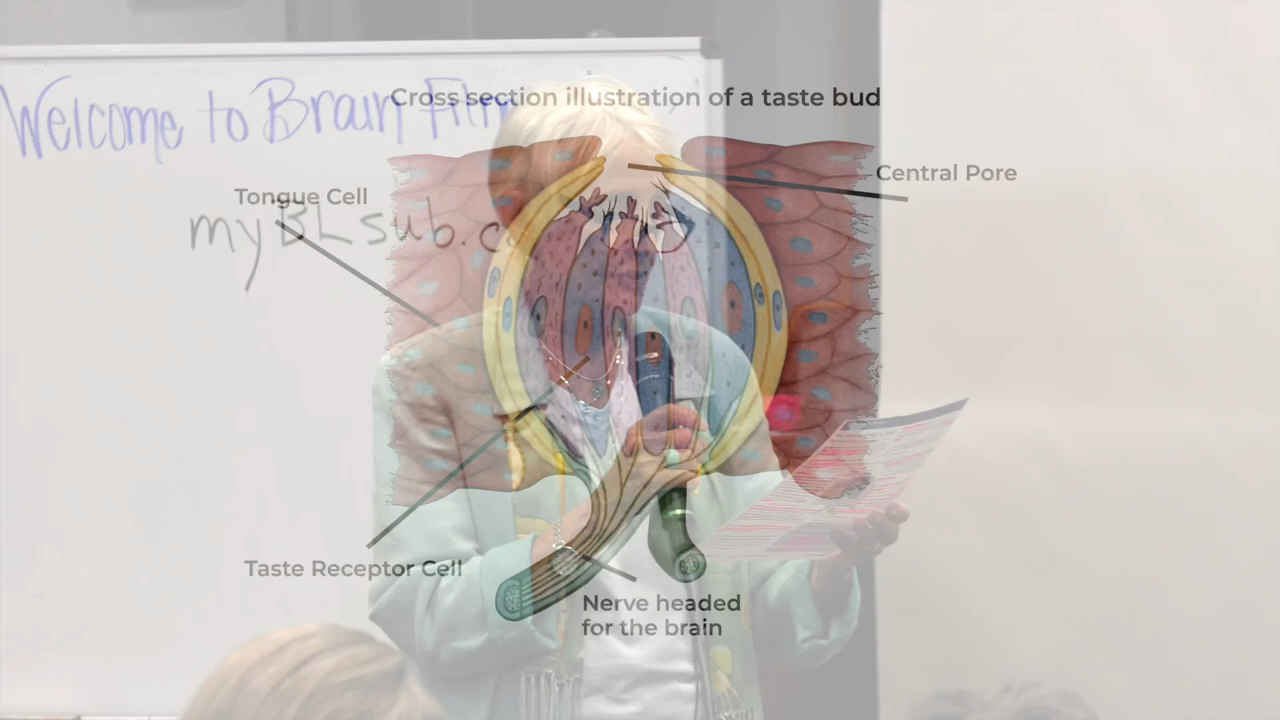 Welcome to Brain
Cross section illustration of a taste bud
Central Pore
Tongue Cell
myBLsub.c
Taste Receptor Cell
Nerve headed
for the brain